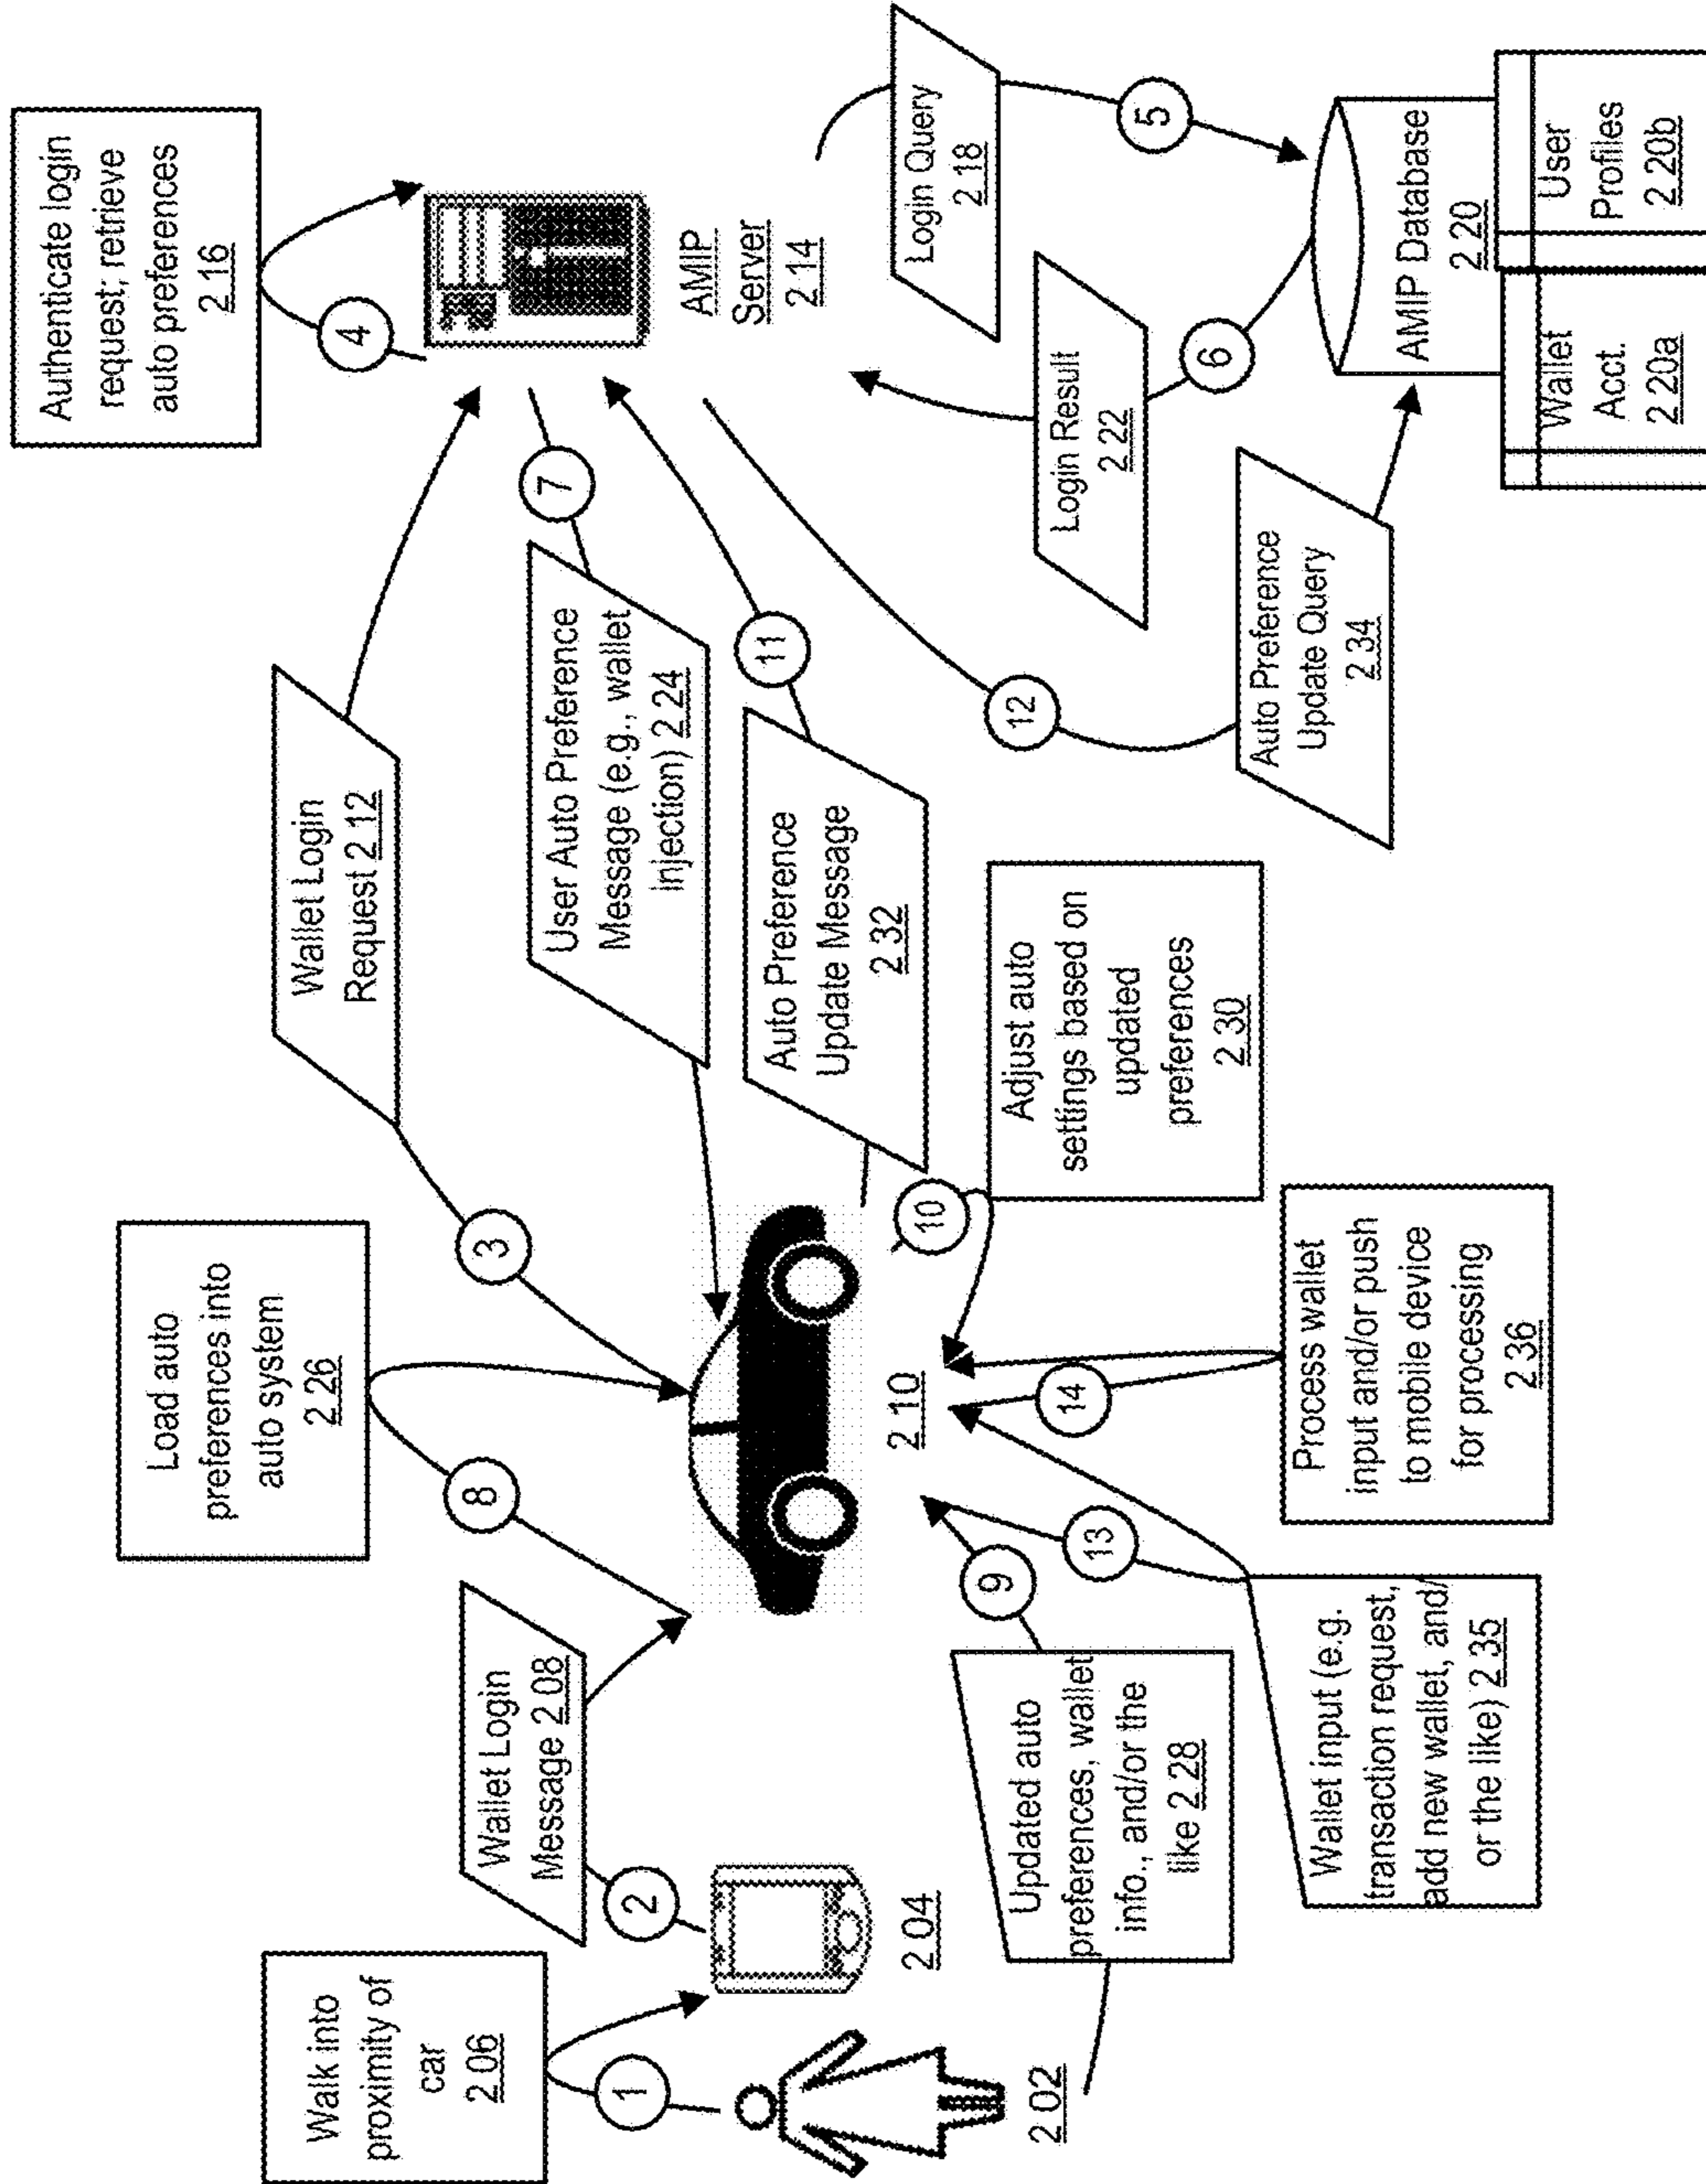 Walk into
proximity of
car
2 06
1
2 02
2 04
2
Wallet Login
Message 2 08
8
Load auto
preferences into
auto system
2 26
3
Wallet Login
Request 2 12
Authenticate login
request; retrieve
auto preferences
2 16
4
AMIP
Server
2 14
7
User Auto Preference
Message (e.g., wallet
injection) 2 24
11
Auto Preference
Update Message
2 32
2 10
10
Adjust auto
settings based on
updated
preferences
2 30
9
Updated auto
preferences, wallet
info., and/or the
like 2 28
13
Wallet input (e.g.
transaction request,
add new wallet, and/
or the like) 2 35
14
Process wallet
input and/or push
to mobile device
for processing
2 36
12
Auto Preference
Update Query
2 34
Login Query
2 18
5
Login Result
2 22
6
AMIP Database
2 20
Wallet
Acct.
2 20a
User
Profiles
2 20b